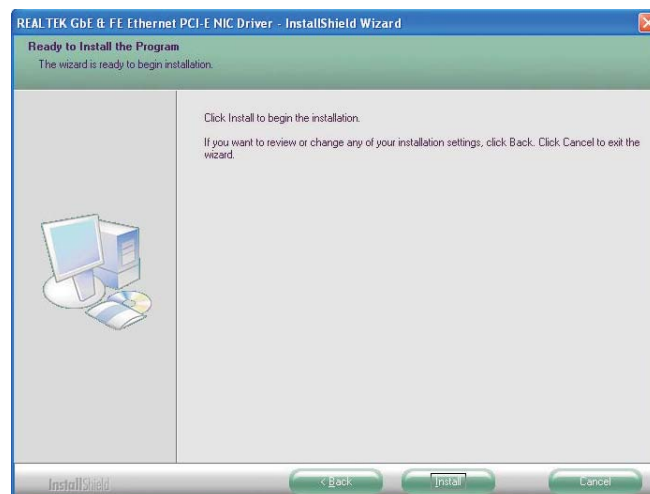 REALTEK GbE & FE Ethernet PCI-E NIC Driver - InstallShield Wizard
Ready to Install the Program
The wizard is ready to begin installation.
Click Install to begin the installation.
If you want to review or change any of your installation settings, click Back. Click Cancel to exit the
wizard.
InstallShield
< Back
Install
Cancel